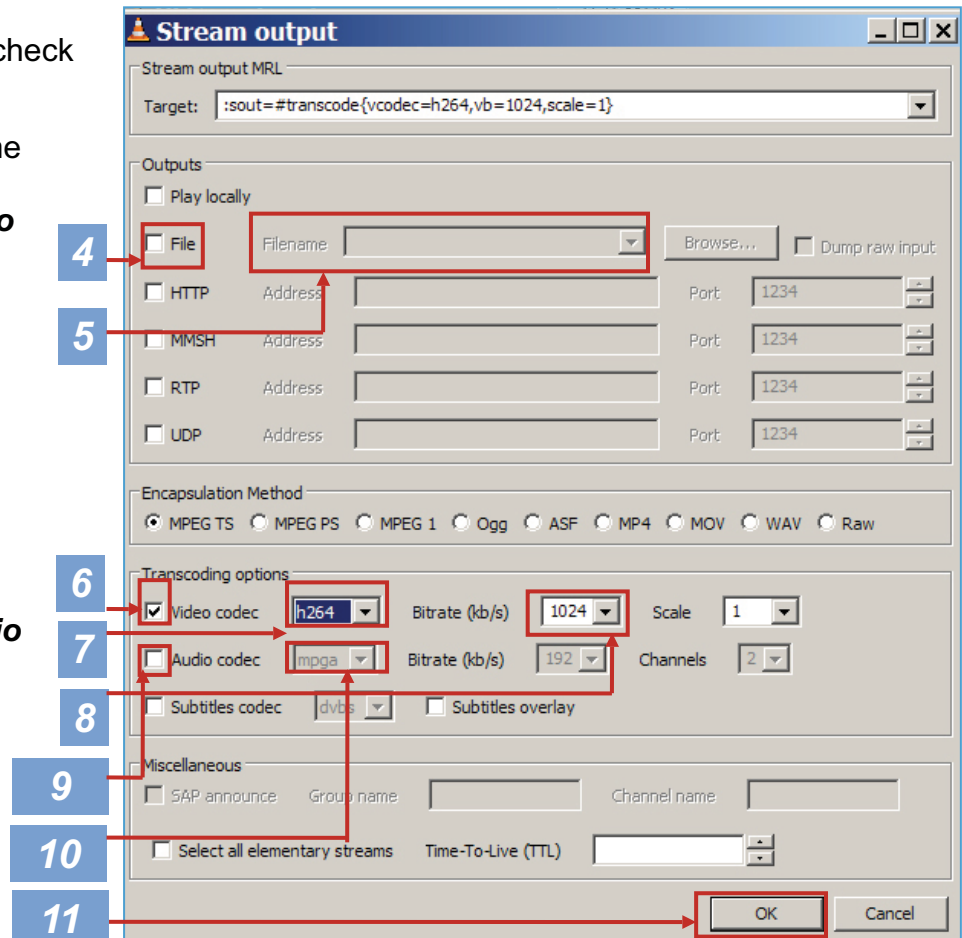 Stream output
check
Stream output MRL
Target: :sout=#transcode{vcodec=h264,vb=1024,scale=1}
Outputs
Play locally
4 File Filename Browse... Dump raw input
HTTP Address Port 1234
5 MMSH Address Port 1234
RTP Address Port 1234
UDP Address Port 1234
Encapsulation Method
MPEG TS MPEG PS MPEG 1 Ogg ASF MP4 MOV WAV Raw
Transcoding options
6 Video codec h264 Bitrate (kb/s) 1024 Scale 1
7 Audio codec mpga Bitrate (kb/s) 192 Channels 2
8 Subtitles codec dvbs Subtitles overlay
Miscellaneous
9 SAP announce Group name Channel name
10 Select all elementary streams Time-To-Live (TTL)
11 OK Cancel